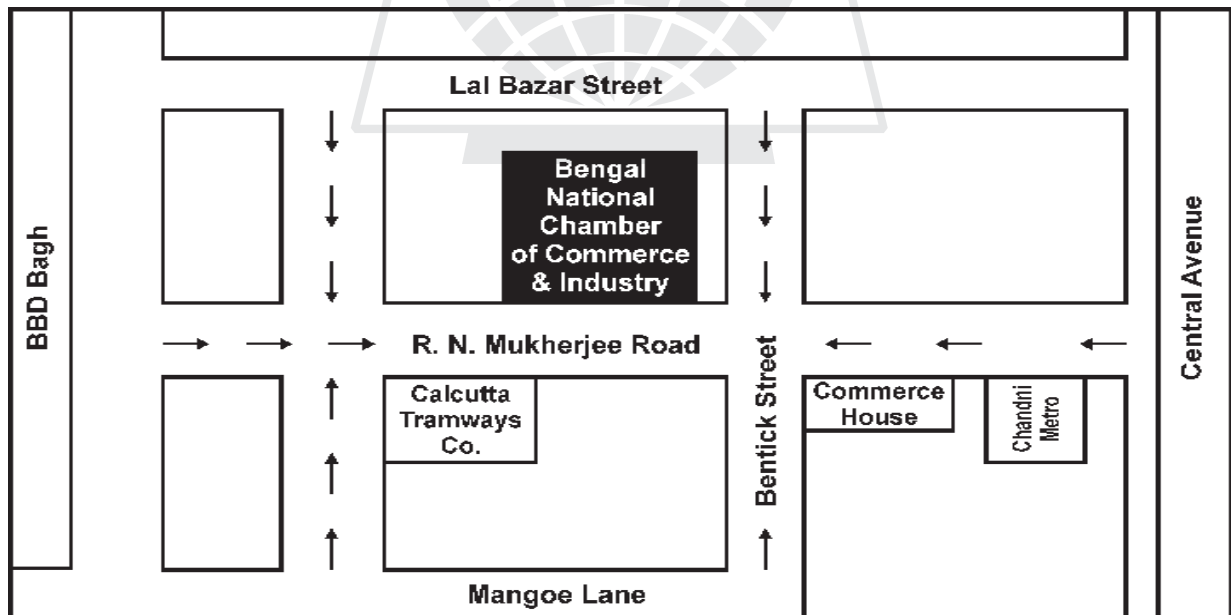 Lal Bazar Street
Bengal
National
Chamber
of Commerce
& Industry
BBD Bagh
Central Avenue
R. N. Mukherjee Road
Bentick Street
Calcutta
Tramways
Co.
Commerce
House
Chandni
Metro
Mangoe Lane